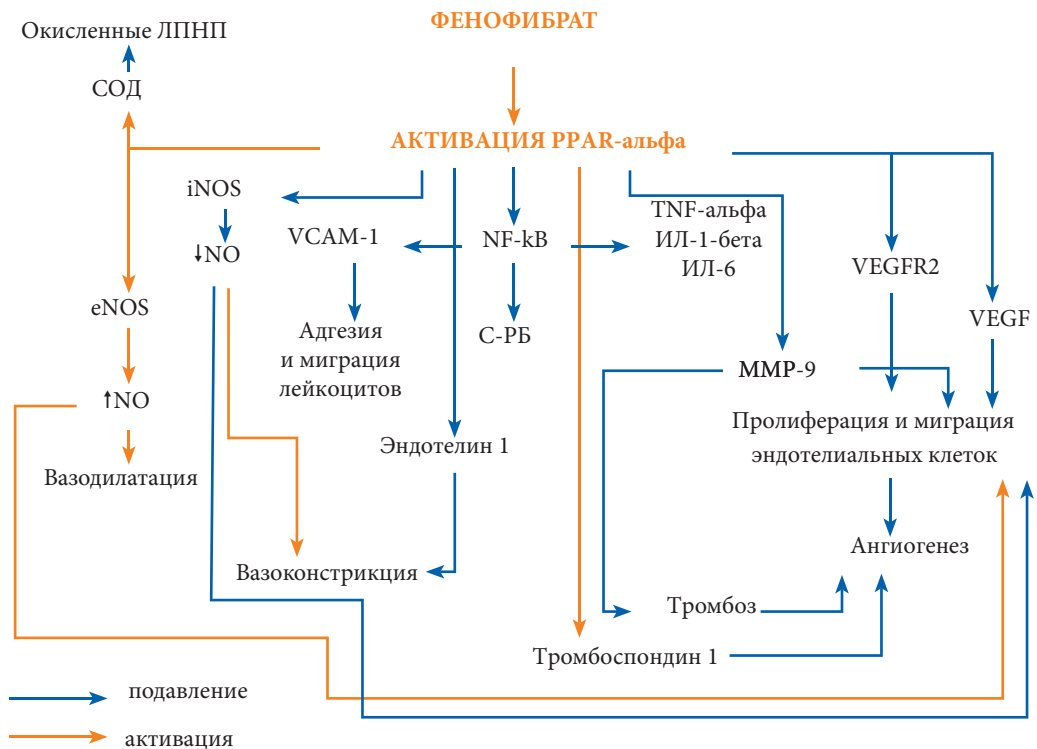 ФЕНОФИБРАТ
Окисленные ЛПНП
СОД
АКТИВАЦИЯ PPAR-альфа
iNOS
↓NO
eNOS
↑NO
Вазодилатация
VCAM-1
Адгезия
и миграция
лейкоцитов
NF-kB
С-РБ
TNF-альфа
ИЛ-1-бета
ИЛ-6
VEGFR2
VEGF
MMP-9
Эндотелин 1
Пролиферация и миграция
эндотелиальных клеток
Ангиогенез
Вазоконстрикция
Тромбоз
Тромбоспондин 1
подавление
активация